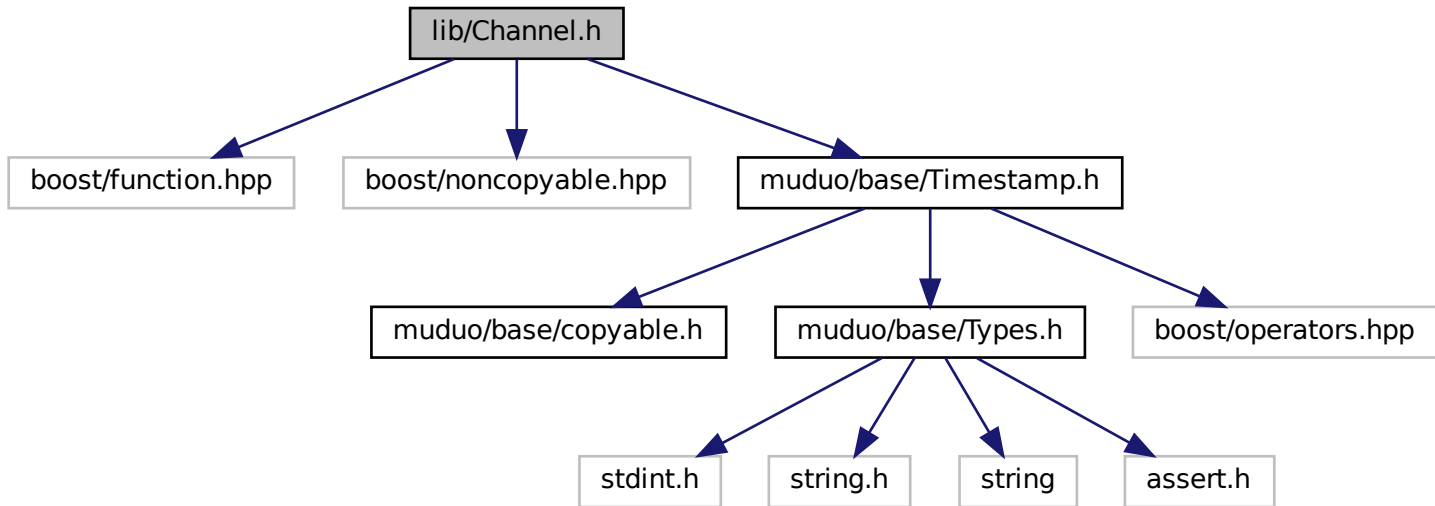 lib/Channel.h
boost/function.hpp
boost/noncopyable.hpp
muduo/base/Timestamp.h
muduo/base/copyable.h
muduo/base/Types.h
boost/operators.hpp
stdint.h
string.h
string
assert.h